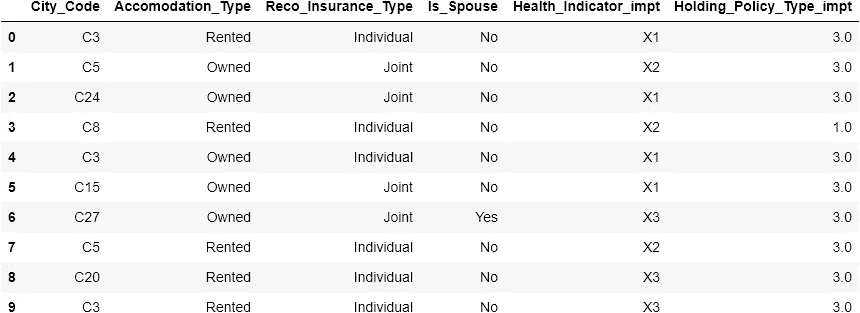 City_Code Accomodation_Type Reco_Insurance_Type Is_Spouse Health_Indicator_impt Holding_Policy_Type_impt
0 C3 Rented Individual No X1 3.0
1 C5 Owned Joint No X2 3.0
2 C24 Owned Joint No X1 3.0
3 C8 Rented Individual No X2 1.0
4 C3 Owned Individual No X1 3.0
5 C15 Owned Joint No X1 3.0
6 C27 Owned Joint Yes X3 3.0
7 C5 Rented Individual No X2 3.0
8 C20 Rented Individual No X3 3.0
9 C3 Rented Individual No X3 3.0